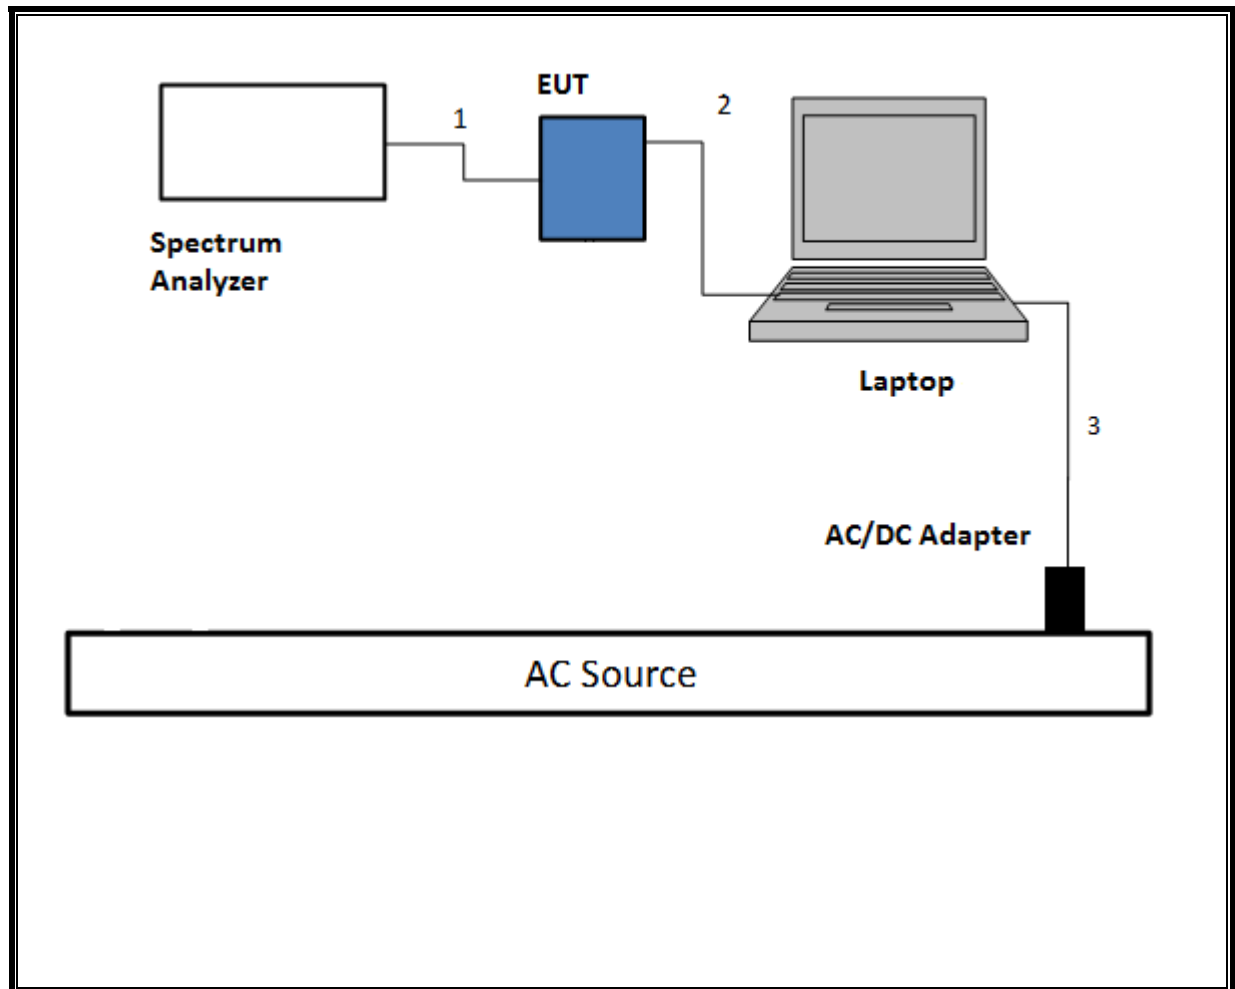 EUT
1
2
Spectrum
Analyzer
Laptop
3
AC/DC Adapter
AC Source